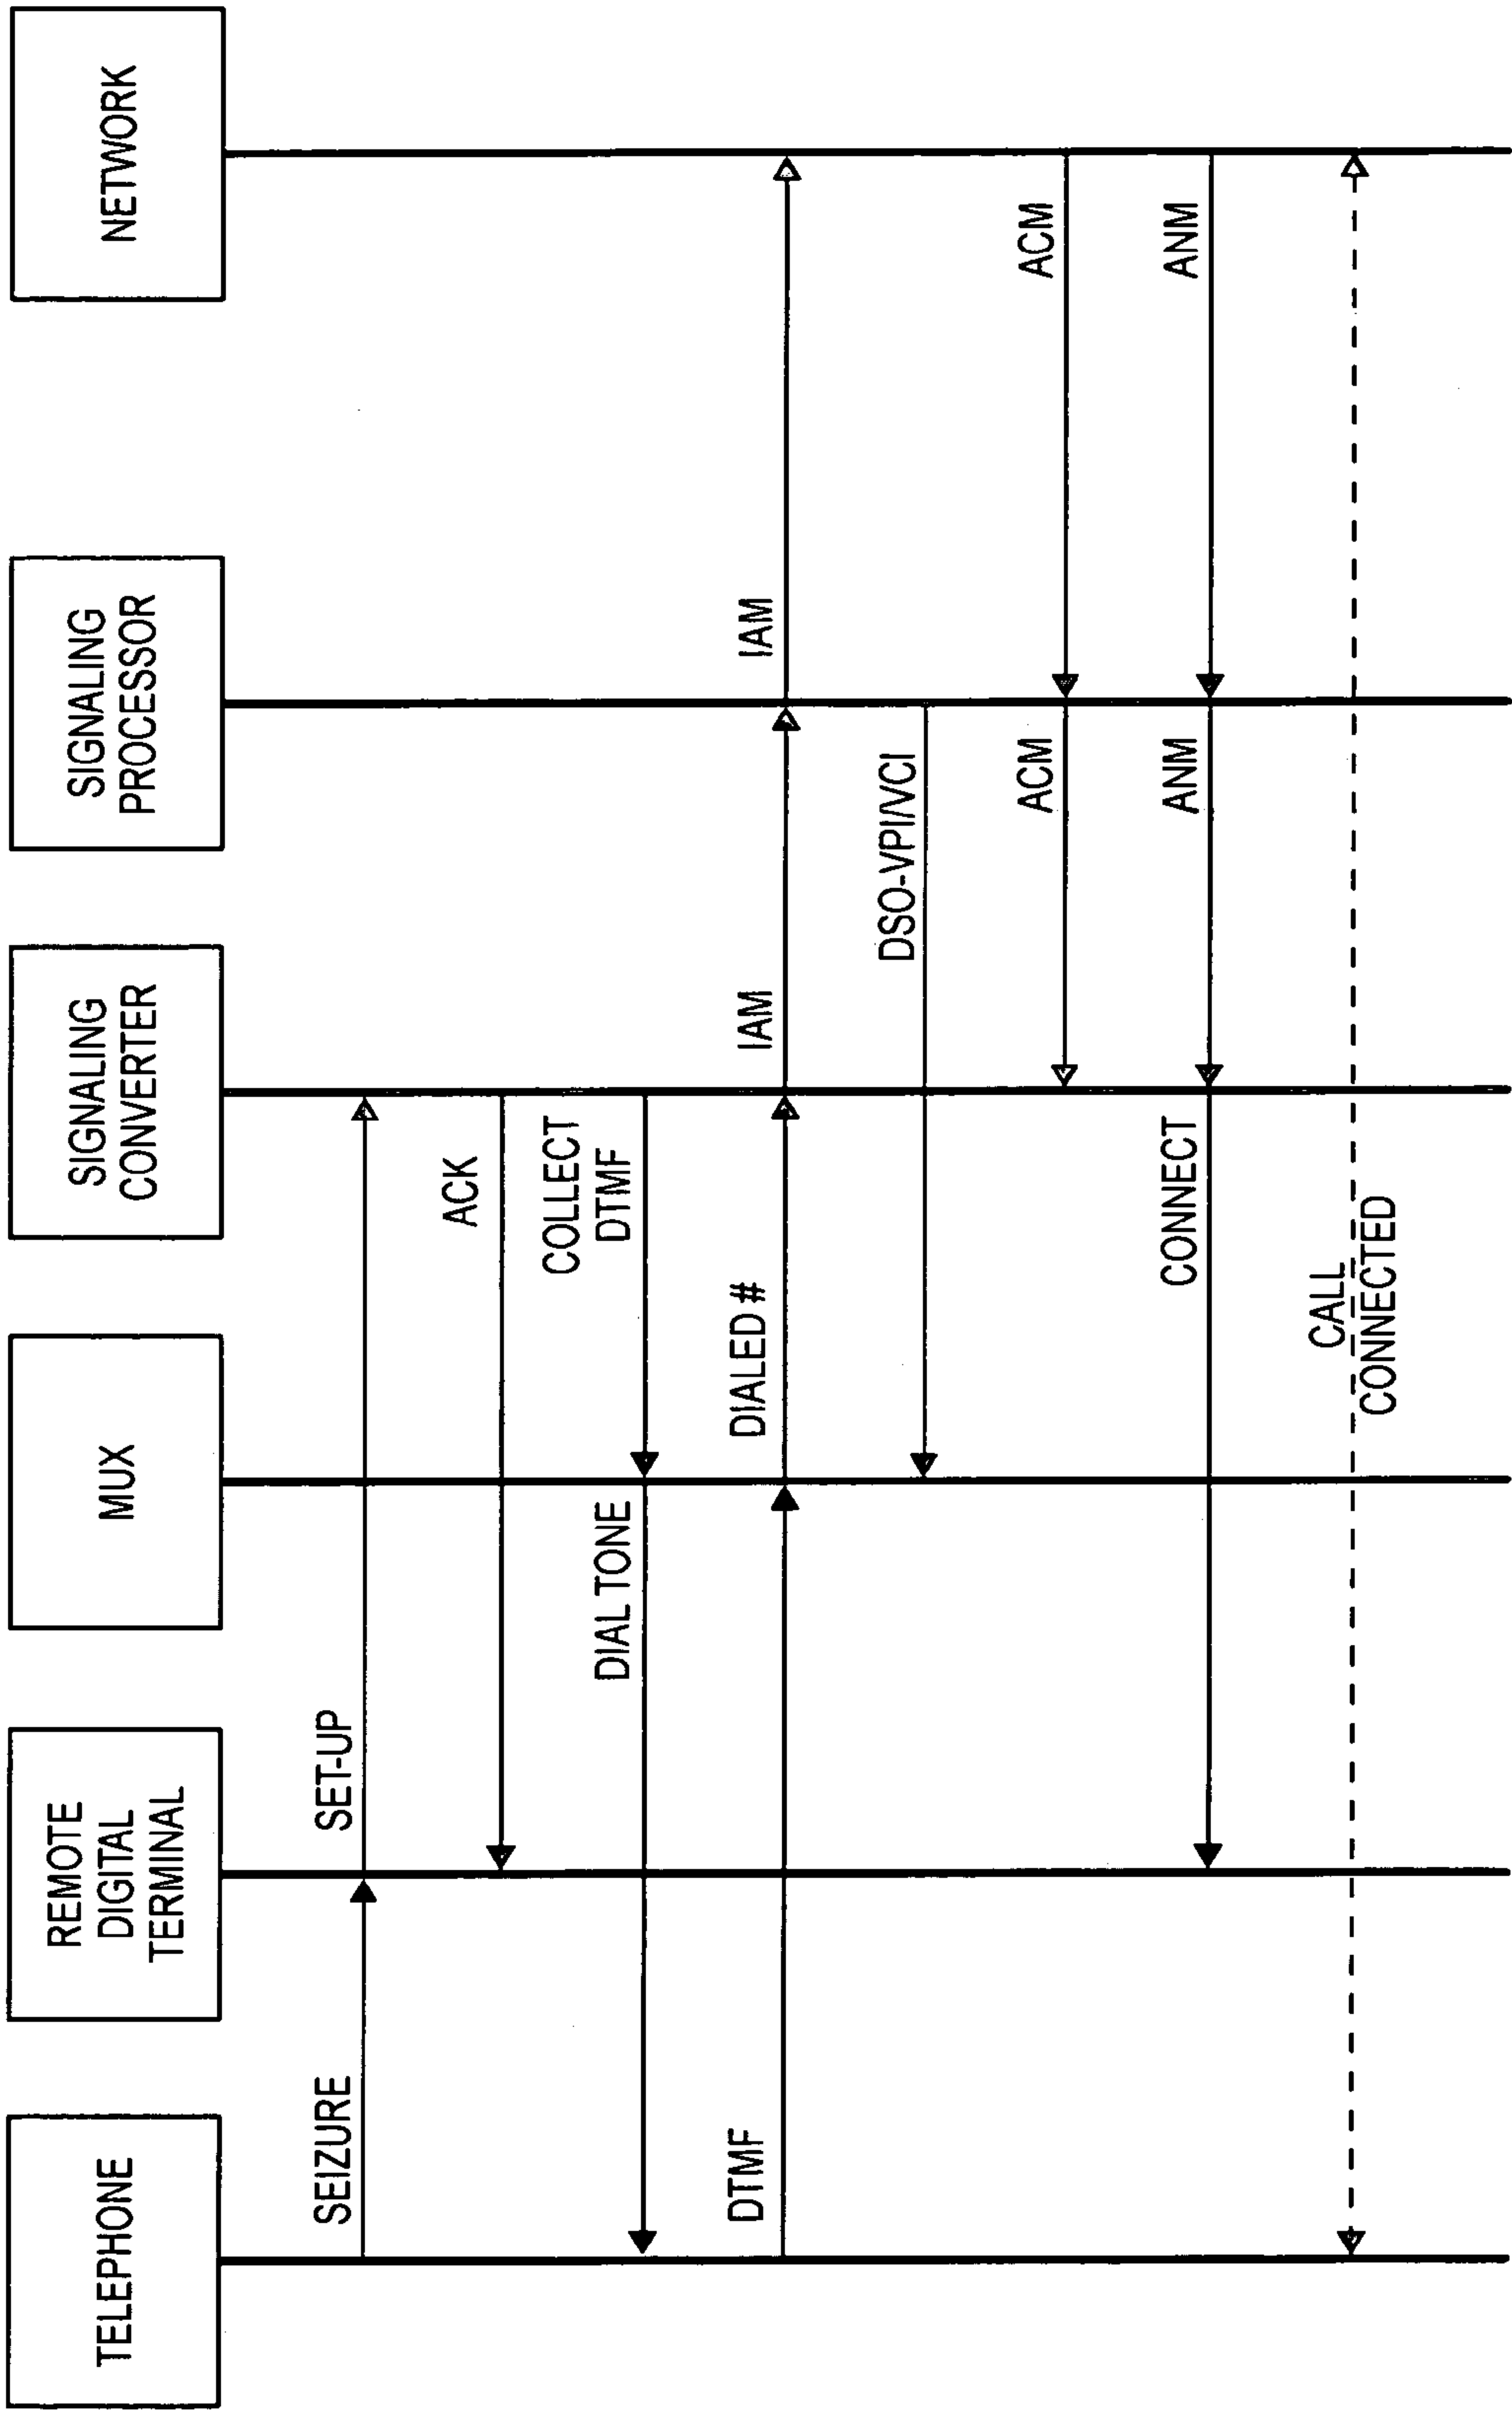 TELEPHONE
REMOTE
DIGITAL
TERMINAL
MUX
SIGNALING
CONVERTER
SIGNALING
PROCESSOR
NETWORK
SEIZURE
SET-UP
ACK
COLLECT
DTMF
DIAL TONE
DTMF
DIALED #
IAM
IAM
DSO-VPI/VCI
ACM
ACM
CONNECT
ANM
ANM
CALL
CONNECTED